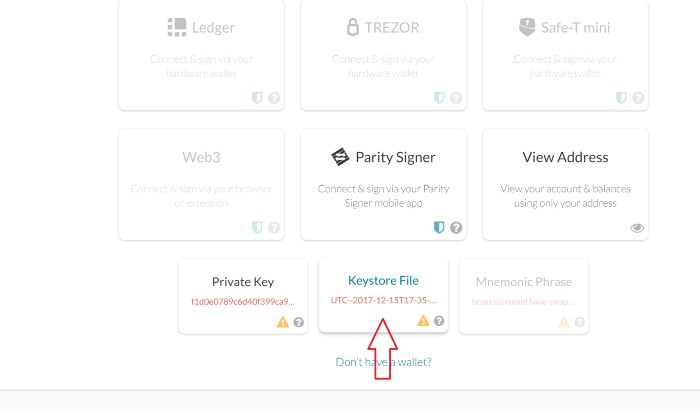 Ledger
TREZOR
Safe-T mini
Connect & sign via your
hardware wallet
Connect & sign via your
hardware wallet
Connect & sign via your
hardware wallet
Web3
Parity Signer
View Address
Connect & sign via your browser
or extension
Connect & sign via your Parity
Signer mobile app
View your account & balances
using only your address
Private Key
Keystore File
Mnemonic Phrase
f1d0e0789c6d40f399ca9...
UTC--2017-12-15T17-35-...
brain surround have swap ...
Don't have a wallet?